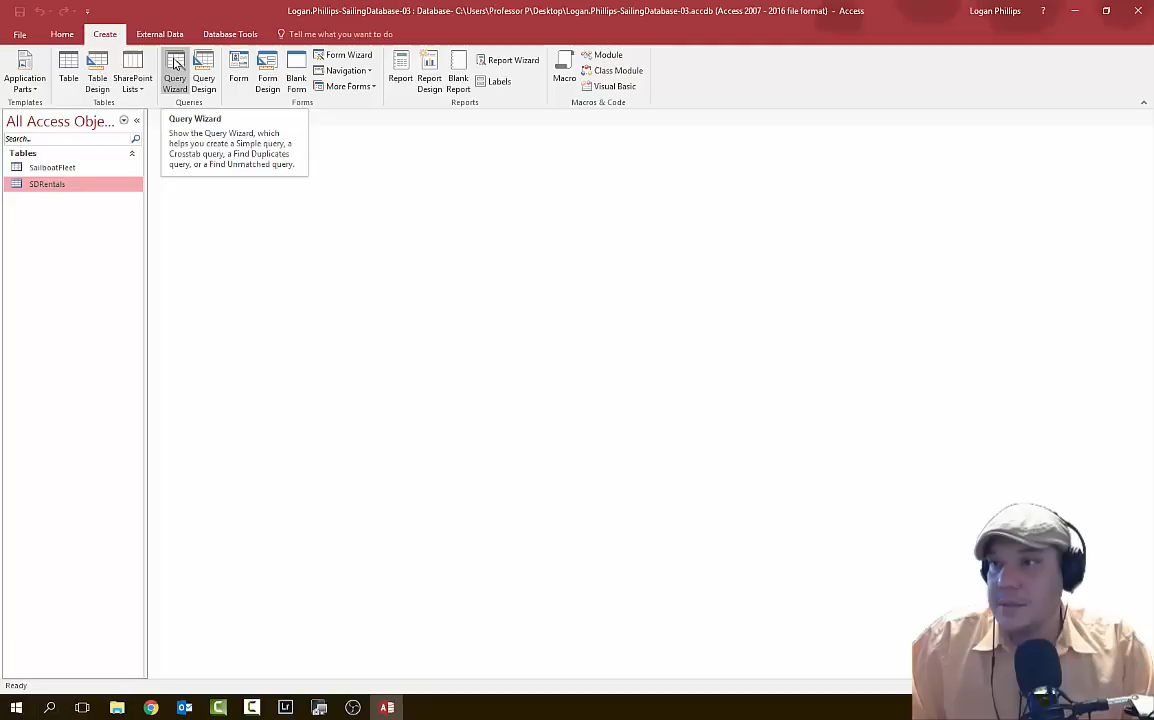 Logan.Phillips-SailingDatabase-03 : Database- C:\Users\Professor P\Desktop\Logan.Phillips-SailingDatabase-03.accdb (Access 2007 - 2016 file format) - Access
Logan Phillips
?
File
Home
Create
External Data
Database Tools
Tell me what you want to do
Application Parts
Table
Table Design
SharePoint Lists
Query Wizard
Query Design
Form
Form Design
Blank Form
Form Wizard
Navigation
More Forms
Report
Report Design
Blank Report
Report Wizard
Labels
Macro
Module
Class Module
Visual Basic
Templates
Tables
Queries
Forms
Reports
Macros & Code
All Access Obje...
Search...
Tables
SailboatFleet
SDRentals
Query Wizard
Show the Query Wizard, which
helps you create a Simple query, a
Crosstab query, a Find Duplicates
query, or a Find Unmatched query.
Ready
Lr